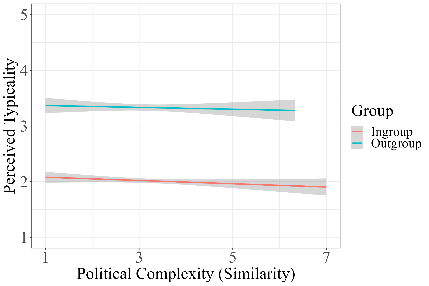 5
4
3
2
1
Perceived Typicality
1
3
5
7
Political Complexity (Similarity)
Group
Ingroup
Outgroup